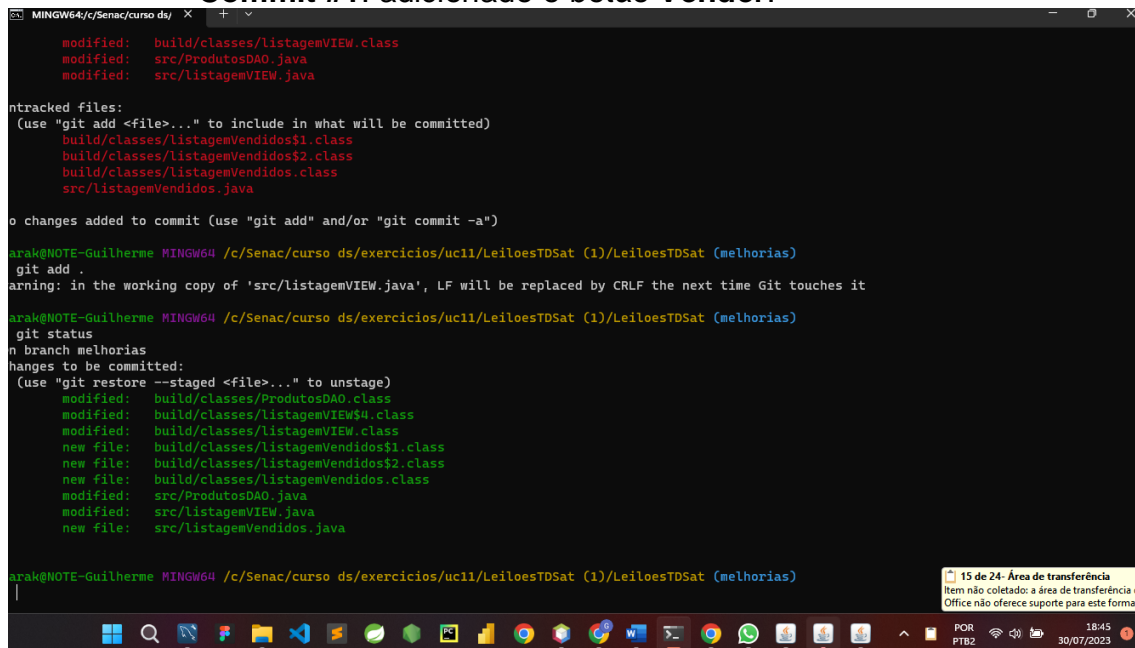 Commit #4: adicionado o botão Vender:
MINGW64:/c/Senac/curso ds/
modified: build/classes/listagemVIEW.class
modified: src/ProdutosDAO.java
modified: src/listagemVIEW.java
ntracked files:
(use "git add <file>..." to include in what will be committed)
build/classes/listagemVendidos$1.class
build/classes/listagemVendidos$2.class
build/classes/listagemVendidos.class
src/listagemVendidos.java
o changes added to commit (use "git add" and/or "git commit -a")
arak@NOTE-Guilherme MINGW64 /c/Senac/curso ds/exercicios/uc11/LeiloesTDSat (1)/LeiloesTDSat (melhorias)
git add .
arning: in the working copy of 'src/listagemVIEW.java', LF will be replaced by CRLF the next time Git touches it
arak@NOTE-Guilherme MINGW64 /c/Senac/curso ds/exercicios/uc11/LeiloesTDSat (1)/LeiloesTDSat (melhorias)
git status
n branch melhorias
hanges to be committed:
(use "git restore --staged <file>..." to unstage)
modified: build/classes/ProdutosDAO.class
modified: build/classes/listagemVIEW$4.class
modified: build/classes/listagemVIEW.class
new file: build/classes/listagemVendidos$1.class
new file: build/classes/listagemVendidos$2.class
new file: build/classes/listagemVendidos.class
modified: src/ProdutosDAO.java
modified: src/listagemVIEW.java
new file: src/listagemVendidos.java
arak@NOTE-Guilherme MINGW64 /c/Senac/curso ds/exercicios/uc11/LeiloesTDSat (1)/LeiloesTDSat (melhorias)
15 de 24- Área de transferência
Item não coletado: a área de transferência
Office não oferece suporte para este forma
POR
PTB2
18:45
30/07/2023
1